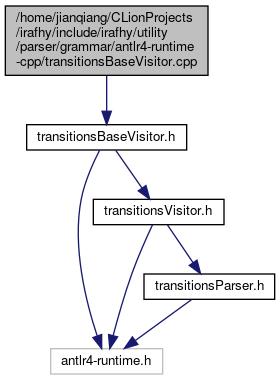 /home/jianqiang/CLionProjects
/irafhy/include/irafhy/utility
/parser/grammar/antlr4-runtime
-cpp/transitionsBaseVisitor.cpp
transitionsBaseVisitor.h
transitionsVisitor.h
transitionsParser.h
antlr4-runtime.h